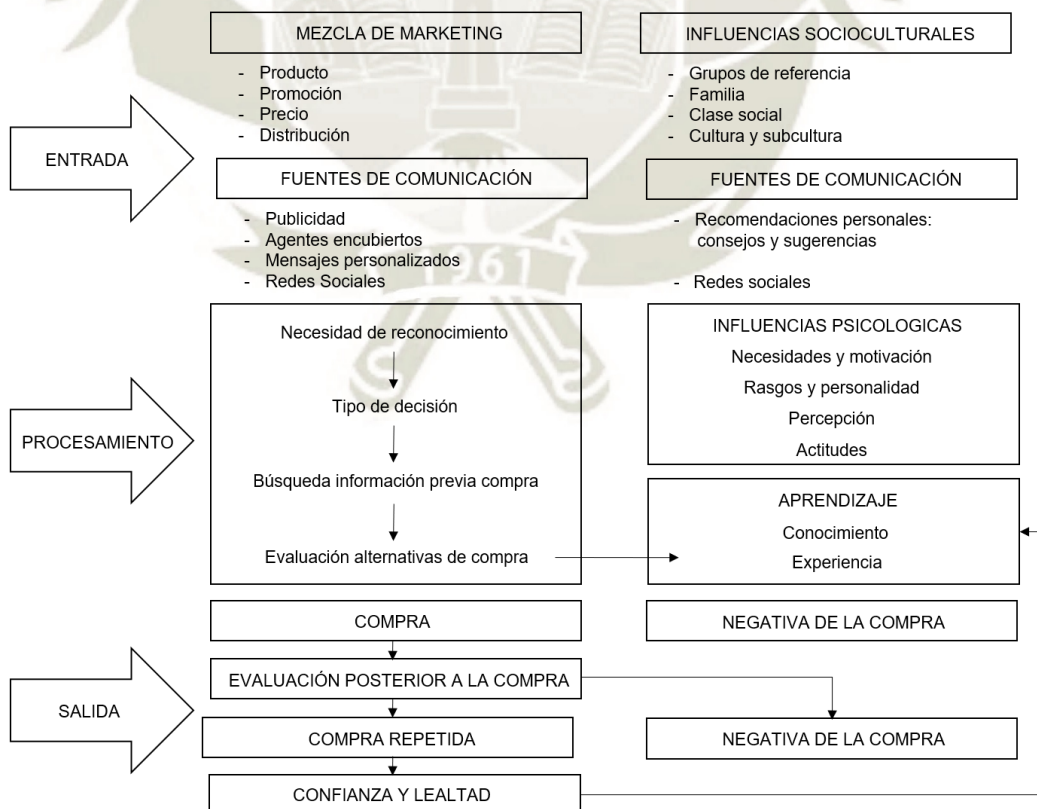 MEZCLA DE MARKETING
- Producto
- Promoción
- Precio
- Distribución
INFLUENCIAS SOCIOCULTURALES
- Grupos de referencia
- Familia
- Clase social
- Cultura y subcultura
ENTRADA
FUENTES DE COMUNICACIÓN
- Publicidad
- Agentes encubiertos
- Mensajes personalizados
- Redes Sociales
FUENTES DE COMUNICACIÓN
- Recomendaciones personales:
consejos y sugerencias
- Redes sociales
1961
PROCESAMIENTO
Necesidad de reconocimiento
Tipo de decisión
Búsqueda información previa compra
Evaluación alternativas de compra
INFLUENCIAS PSICOLOGICAS
Necesidades y motivación
Rasgos y personalidad
Percepción
Actitudes
APRENDIZAJE
Conocimiento
Experiencia
SALIDA
COMPRA
NEGATIVA DE LA COMPRA
EVALUACIÓN POSTERIOR A LA COMPRA
COMPRA REPETIDA
NEGATIVA DE LA COMPRA
CONFIANZA Y LEALTAD